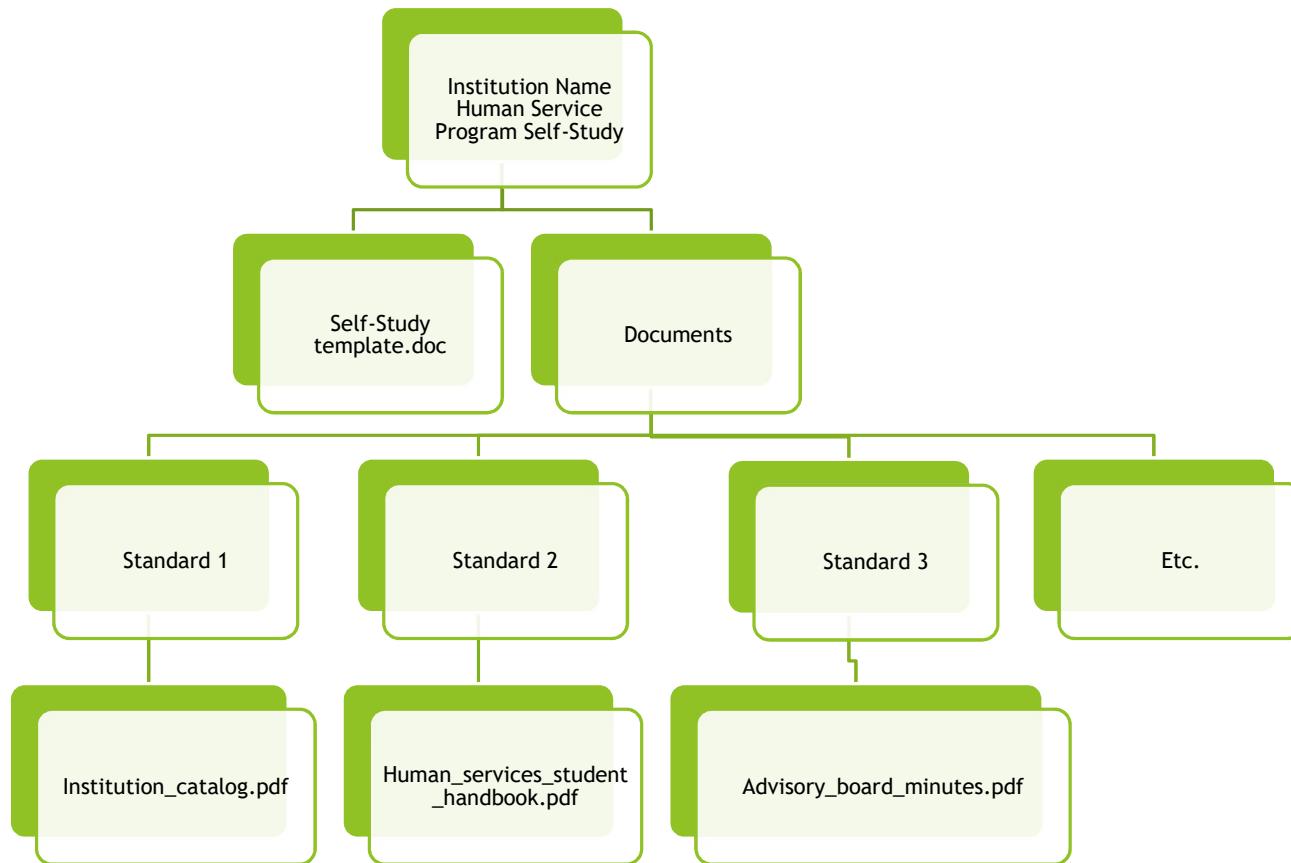 Institution Name
Human Service
Program Self-Study
Self-Study
template.doc
Documents
Standard 1
Standard 2
Standard 3
Etc.
Institution_catalog.pdf
Human_services_student
_handbook.pdf
Advisory_board_minutes.pdf